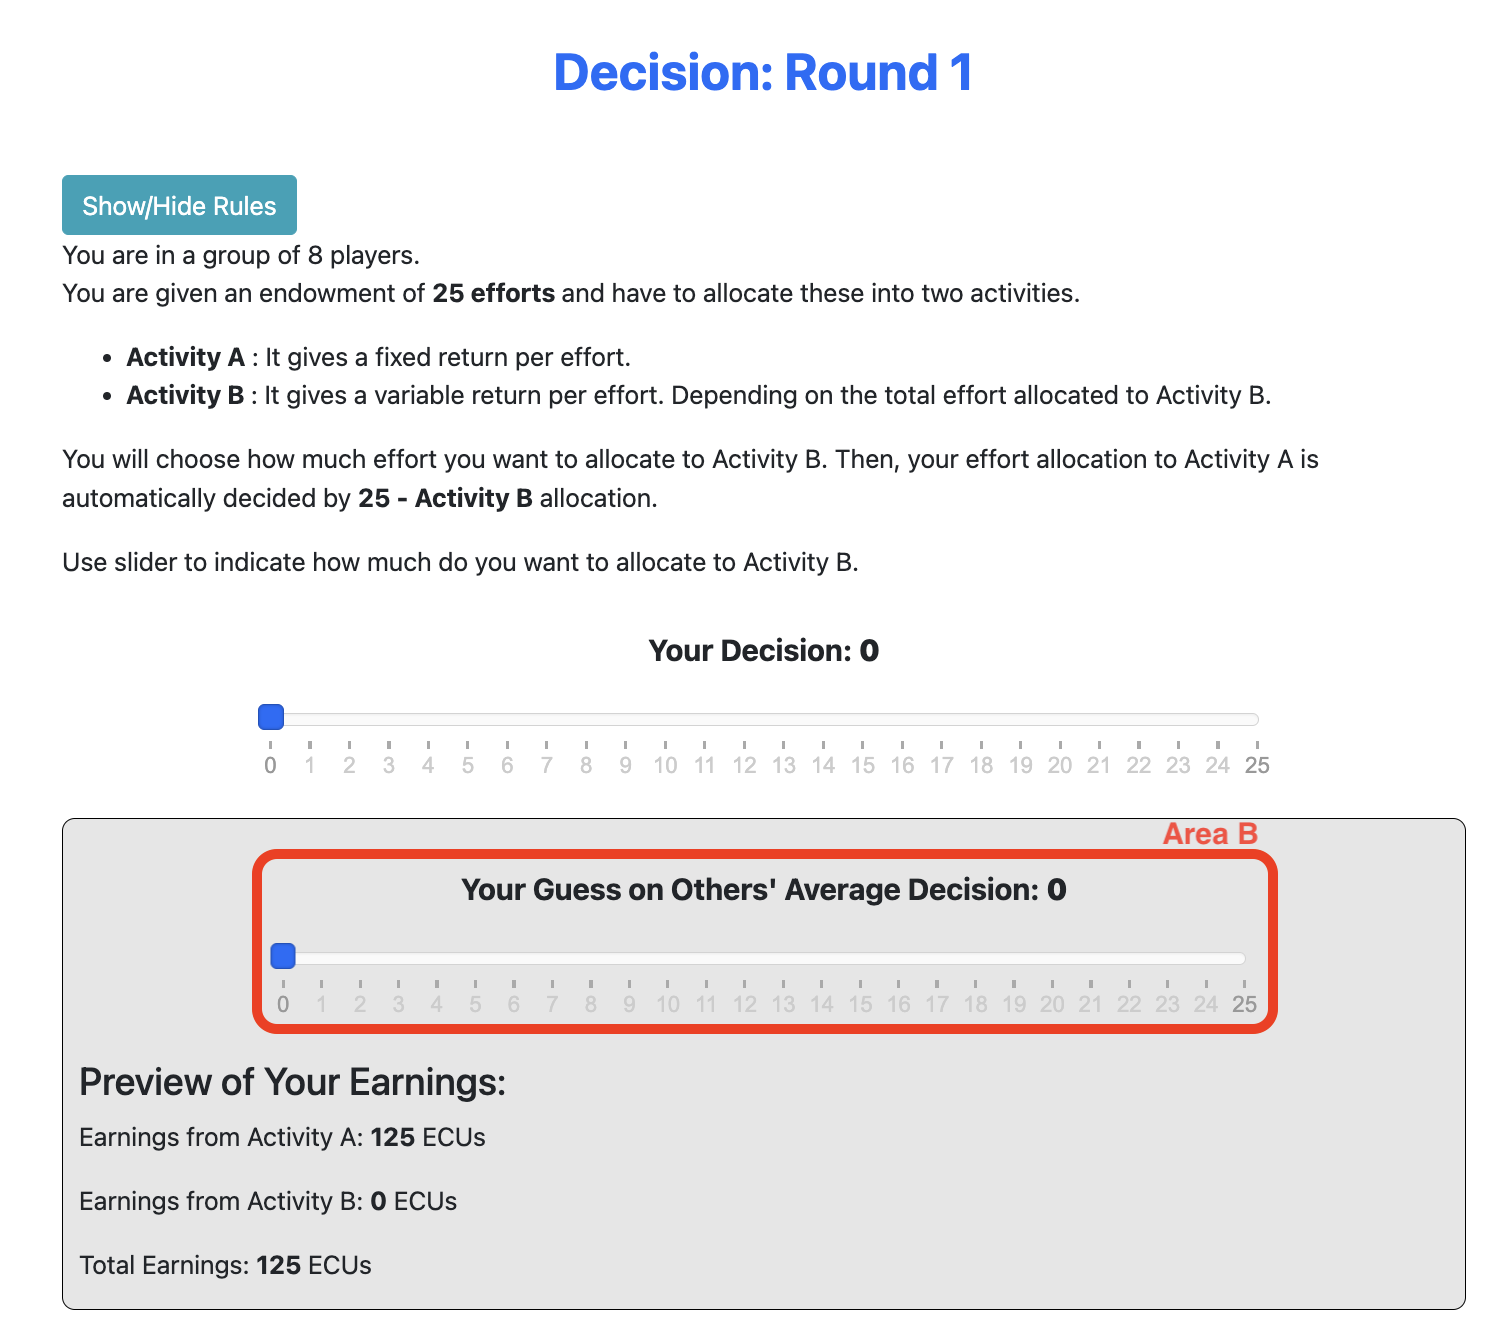 Decision: Round 1
Show/Hide Rules
You are in a group of 8 players.
You are given an endowment of 25 efforts and have to allocate these into two activities.
• Activity A : It gives a fixed return per effort.
• Activity B : It gives a variable return per effort. Depending on the total effort allocated to Activity B.
You will choose how much effort you want to allocate to Activity B. Then, your effort allocation to Activity A is
automatically decided by 25 - Activity B allocation.
Use slider to indicate how much do you want to allocate to Activity B.
Your Decision: 0
0 1 2 3 4 5 6 7 8 9 10 11 12 13 14 15 16 17 18 19 20 21 22 23 24 25
Area B
Your Guess on Others' Average Decision: 0
0 1 2 3 4 5 6 7 8 9 10 11 12 13 14 15 16 17 18 19 20 21 22 23 24 25
Preview of Your Earnings:
Earnings from Activity A: 125 ECUs
Earnings from Activity B: 0 ECUs
Total Earnings: 125 ECUs